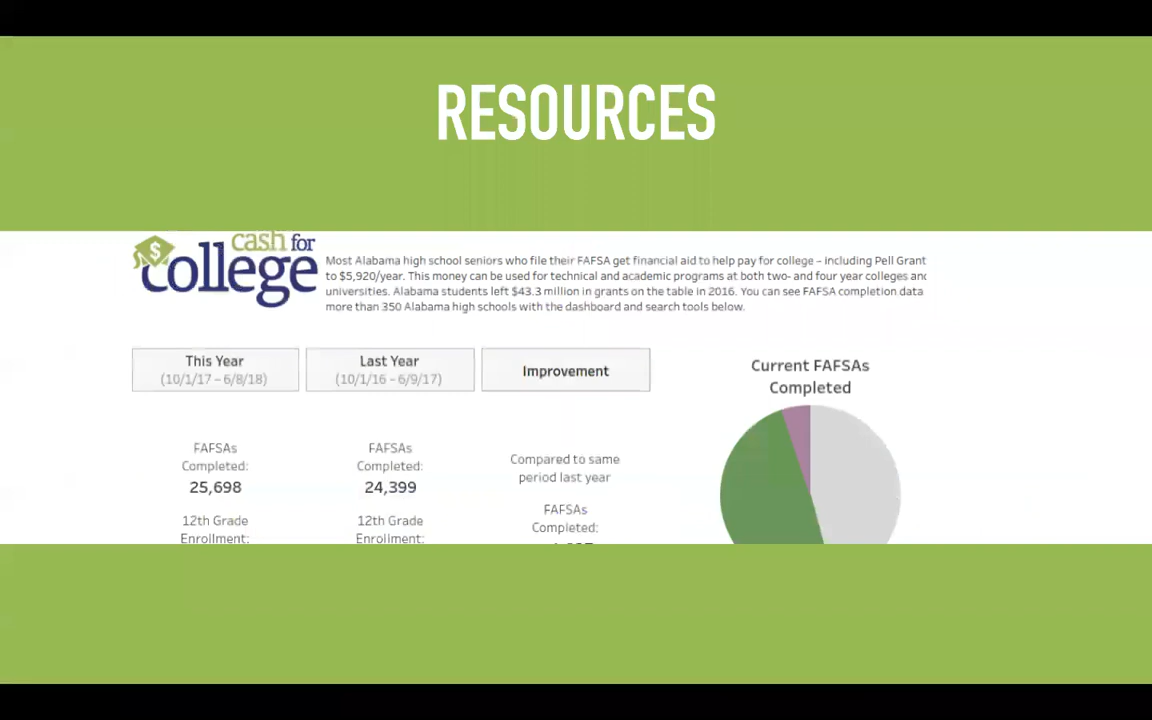 RESOURCES
cash for
college
$
Most Alabama high school seniors who file their FAFSA get financial aid to help pay for college – including Pell Grant
to $5,920/year. This money can be used for technical and academic programs at both two- and four year colleges and
universities. Alabama students left $43.3 million in grants on the table in 2016. You can see FAFSA completion data
more than 350 Alabama high schools with the dashboard and search tools below.
This Year
(10/1/17 – 6/8/18)
Last Year
(10/1/16 – 6/9/17)
Improvement
Current FAFSAs
Completed
FAFSAs
Completed:
25,698
12th Grade
Enrollment:
FAFSAs
Completed:
24,399
12th Grade
Enrollment:
Compared to same
period last year
FAFSAs
Completed: